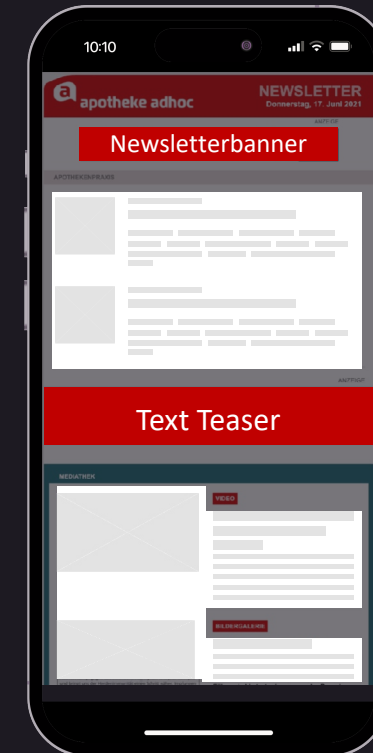 10:10
a
apotheke adhoc
NEWSLETTER
Donnerstag, 17. Juni 2021
ANZEIGE
Newsletterbanner
APOTHEKENPRAXIS
ANZEIGE
Text Teaser
MEDIATHEK
VIDEO
BILDERGALERIE